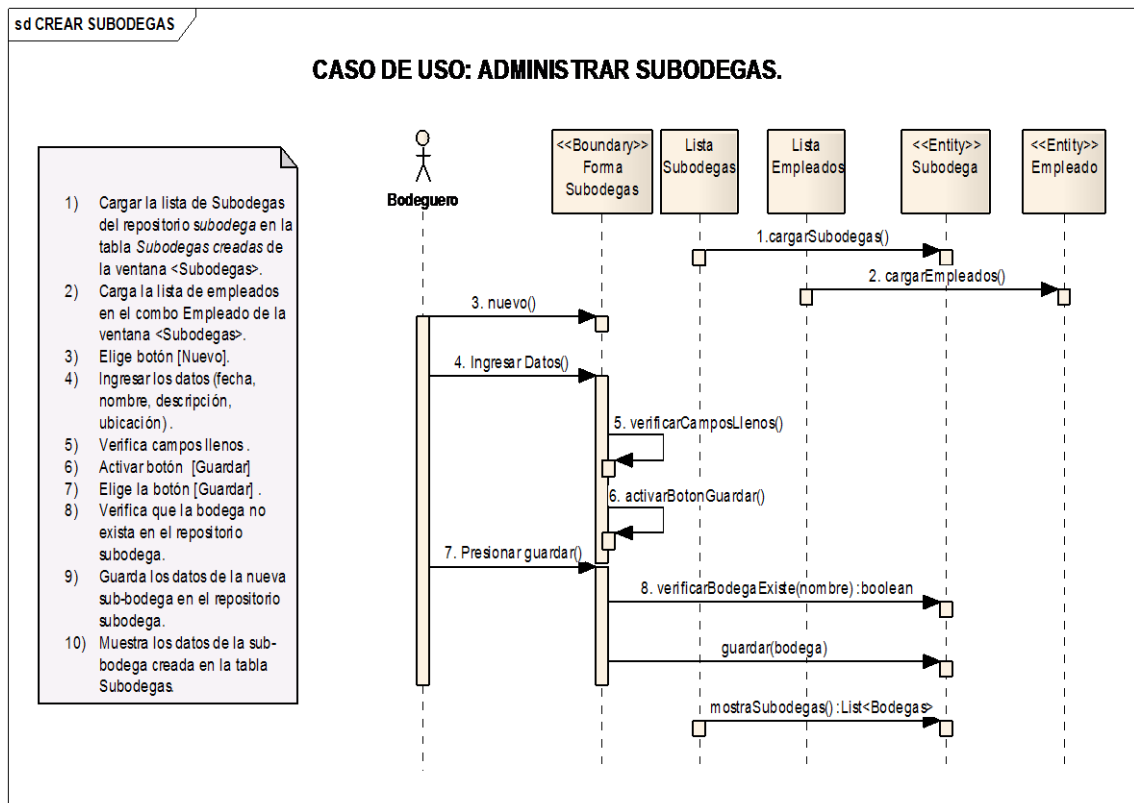 sd CREAR SUBODEGAS
CASO DE USO: ADMINISTRAR SUBODEGAS.
1) Cargar la lista de Subodegas
del repositorio subodega en la
tabla Subodegas creadas de
la ventana <Subodegas>.
2) Carga la lista de empleados
en el combo Empleado de la
ventana <Subodegas>.
3) Elige botón [Nuevo].
4) Ingresar los datos (fecha,
nombre, descripción,
ubicación) .
5) Verifica campos llenos .
6) Activar botón [Guardar]
7) Elige la botón [Guardar] .
8) Verifica que la bodega no
exista en el repositorio
subodega.
9) Guarda los datos de la nueva
sub-bodega en el repositorio
subodega.
10) Muestra los datos de la sub-
bodega creada en la tabla
Subodegas.
Bodeguero
<<Boundary>>
Forma
Subodegas
Lista
Subodegas
Lista
Empleados
<<Entity>>
Subodega
<<Entity>>
Empleado
1.cargarSubodegas()
2. cargarEmpleados()
3. nuevo()
4. Ingresar Datos()
5. verificarCamposLlenos()
6. activarBotonGuardar()
7. Presionar guardar()
8. verificarBodegaExiste(nombre) :boolean
guardar(bodega)
mostraSubodegas() :List<Bodegas>